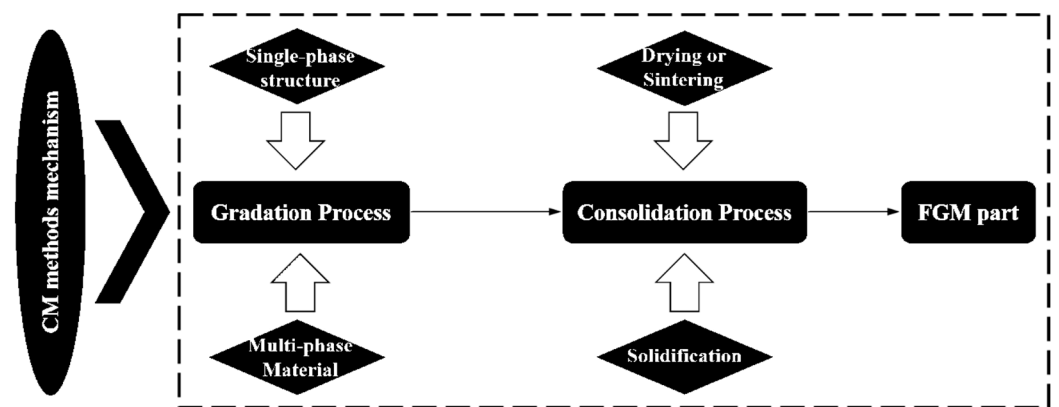 CM methods mechanism
Single-phase
structure
Drying or
Sintering
Gradation Process
Consolidation Process
FGM part
Multi-phase
Material
Solidification